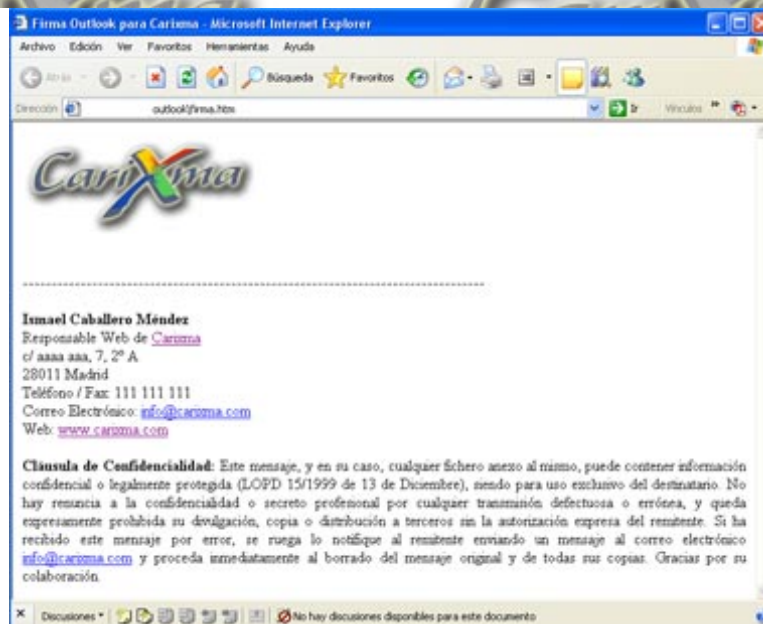 Firma Outlook para Carixma - Microsoft Internet Explorer
Archivo Edición Ver Favoritos Herramientas Ayuda
Atrás Búsqueda Favoritos
Dirección outlook\firma.htm Ir Vínculos »
CariXma
--------------------------------------------------------------------------------
Ismael Caballero Méndez
Responsable Web de Carixma
c/ aaaa aaa, 7, 2º A
28011 Madrid
Teléfono / Fax: 111 111 111
Correo Electrónico: info@carixma.com
Web: www.carixma.com
Cláusula de Confidencialidad: Este mensaje, y en su caso, cualquier fichero anexo al mismo, puede contener información
confidencial o legalmente protegida (LOPD 15/1999 de 13 de Diciembre), siendo para uso exclusivo del destinatario. No
hay renuncia a la confidencialidad o secreto profesional por cualquier transmisión defectuosa o errónea, y queda
expresamente prohibida su divulgación, copia o distribución a terceros sin la autorización expresa del remitente. Si ha
recibido este mensaje por error, se ruega lo notifique al remitente enviando un mensaje al correo electrónico
info@carixma.com y proceda inmediatamente al borrado del mensaje original y de todas sus copias. Gracias por su
colaboración.
Discusiones No hay discusiones disponibles para este documento